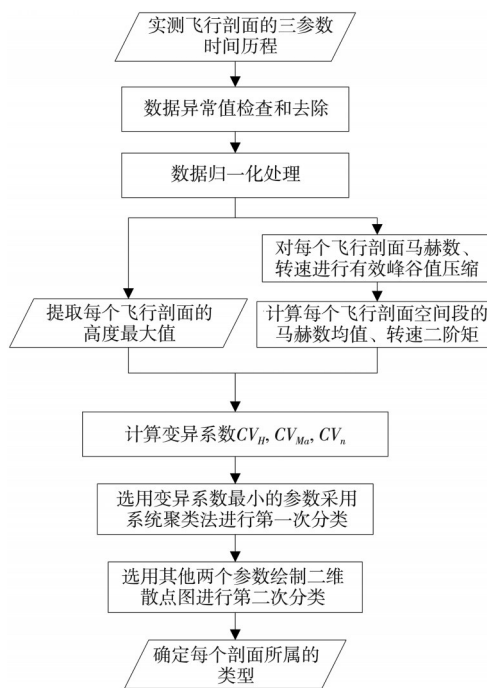 实测飞行剖面的三参数
时间历程
数据异常值检查和去除
数据归一化处理
对每个飞行剖面马赫数、
转速进行有效峰谷值压缩
提取每个飞行剖面的
高度最大值
计算每个飞行剖面空间段的
马赫数均值、转速二阶矩
计算变异系数CV_H, CV_Ma, CV_n
选用变异系数最小的参数采用
系统聚类法进行第一次分类
选用其他两个参数绘制二维
散点图进行第二次分类
确定每个剖面所属的
类型